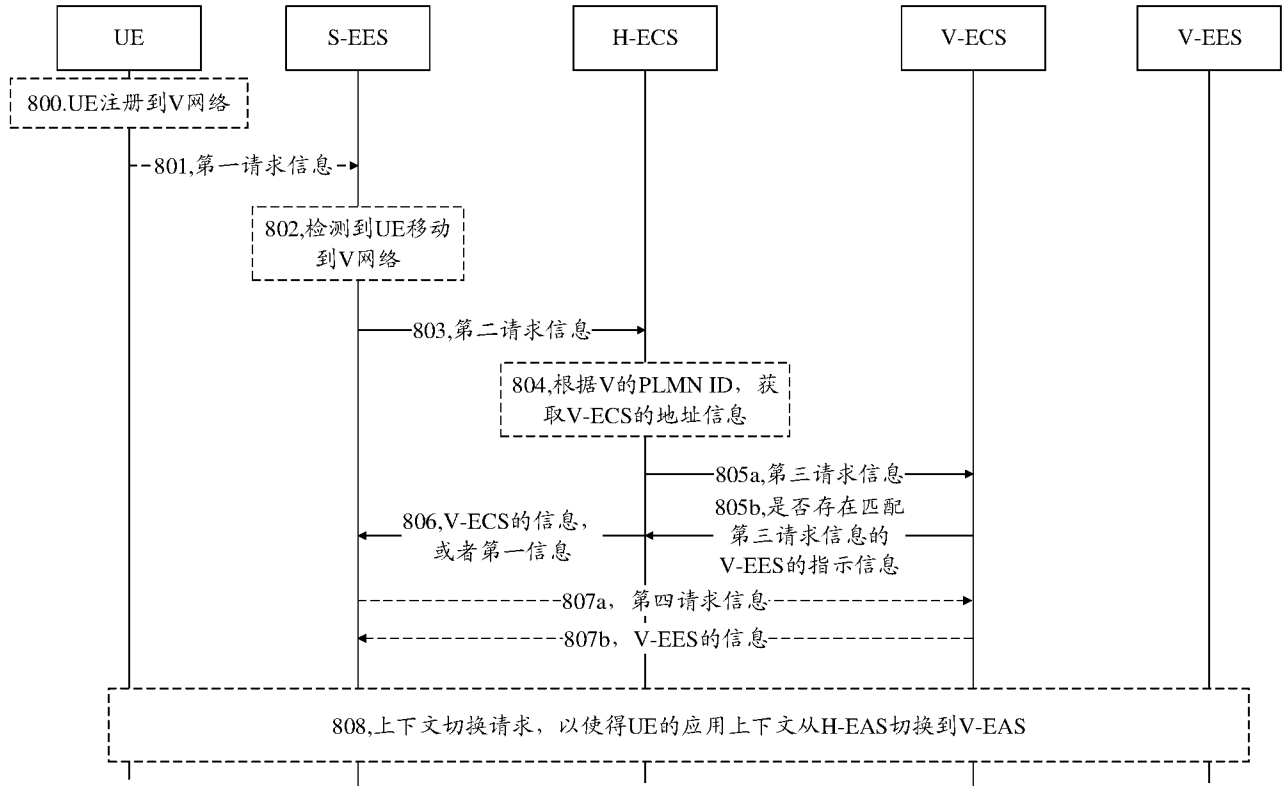 UE
S-EES
H-ECS
V-ECS
V-EES
800.UE注册到V网络
801,第一请求信息
802,检测到UE移动
到V网络
803,第二请求信息
804,根据V的PLMN ID，获
取V-ECS的地址信息
805a,第三请求信息
805b,是否存在匹配
第三请求信息的
V-EES的指示信息
806,V-ECS的信息，
或者第一信息
807a，第四请求信息
807b，V-EES的信息
808,上下文切换请求，以使得UE的应用上下文从H-EAS切换到V-EAS